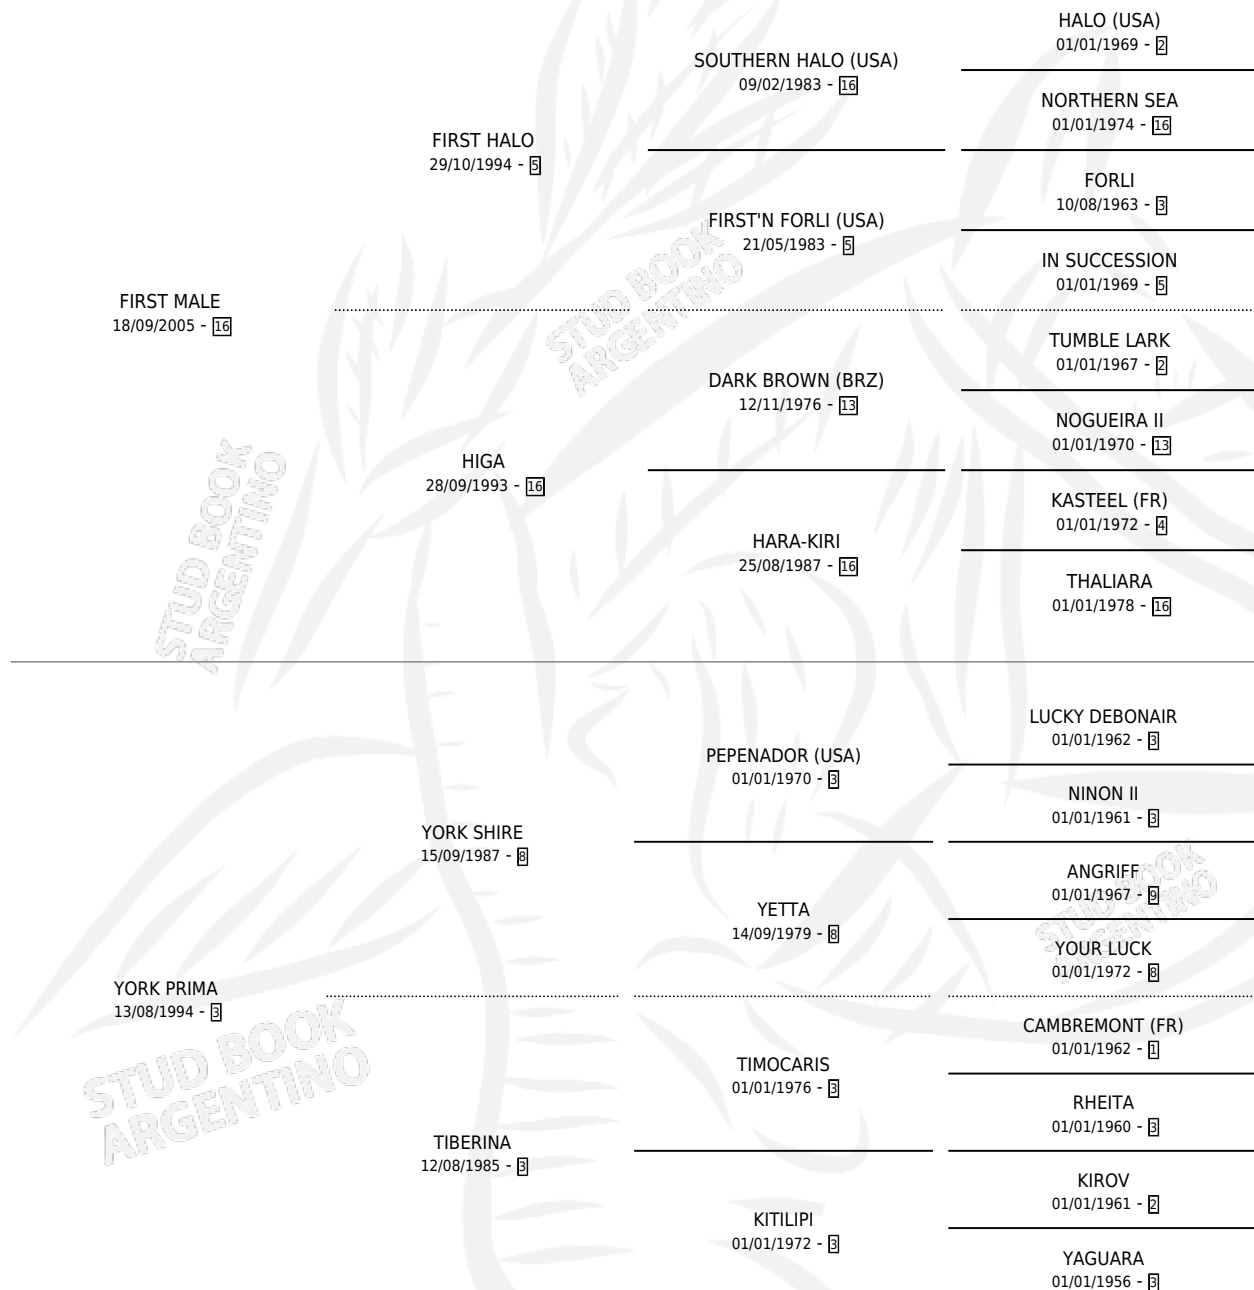 HALO (USA)
01/01/1969 - 2
SOUTHERN HALO (USA)
09/02/1983 - 16
NORTHERN SEA
01/01/1974 - 16
FIRST HALO
29/10/1994 - 5
FORLI
10/08/1963 - 3
FIRST'N FORLI (USA)
21/05/1983 - 5
IN SUCCESSION
01/01/1969 - 5
FIRST MALE
18/09/2005 - 16
STUD BOOK
ARGENTINO
TUMBLE LARK
01/01/1967 - 2
DARK BROWN (BRZ)
12/11/1976 - 13
NOGUEIRA II
01/01/1970 - 13
HIGA
28/09/1993 - 16
KASTEEL (FR)
01/01/1972 - 4
HARA-KIRI
25/08/1987 - 16
THALIARA
01/01/1978 - 16
STUD BOOK
ARGENTINO
LUCKY DEBONAIR
01/01/1962 - 3
PEPENADOR (USA)
01/01/1970 - 3
NINON II
01/01/1961 - 3
YORK SHIRE
15/09/1987 - 8
ANGRIFF
01/01/1967 - 9
YETTA
14/09/1979 - 8
YOUR LUCK
01/01/1972 - 8
STUD BOOK
ARGENTINO
YORK PRIMA
13/08/1994 - 3
CAMBREMONT (FR)
01/01/1962 - 1
TIMOCARIS
01/01/1976 - 3
RHEITA
01/01/1960 - 3
STUD BOOK
ARGENTINO
TIBERINA
12/08/1985 - 3
KIROV
01/01/1961 - 2
KITILIPI
01/01/1972 - 3
YAGUARA
01/01/1956 - 3